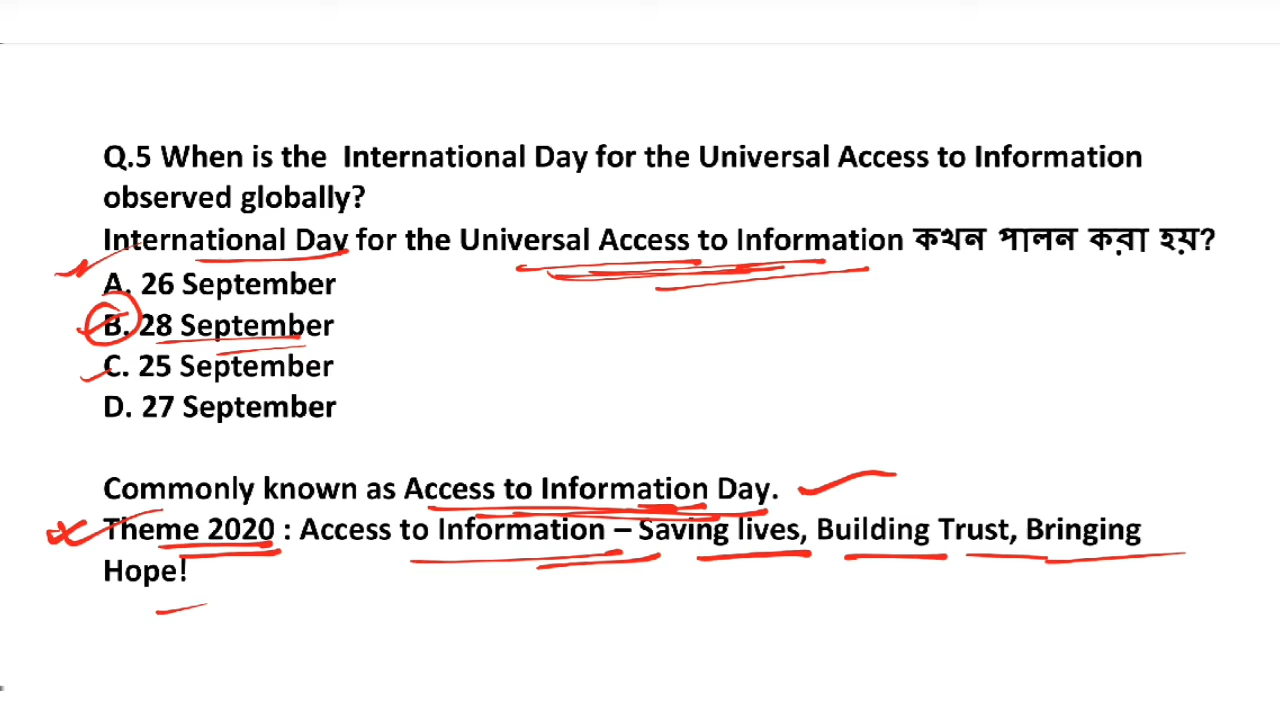 Q.5 When is the International Day for the Universal Access to Information
observed globally?
International Day for the Universal Access to Information কখন পালন করা হয়?
A. 26 September
B. 28 September
C. 25 September
D. 27 September
Commonly known as Access to Information Day.
Theme 2020 : Access to Information – Saving lives, Building Trust, Bringing
Hope!